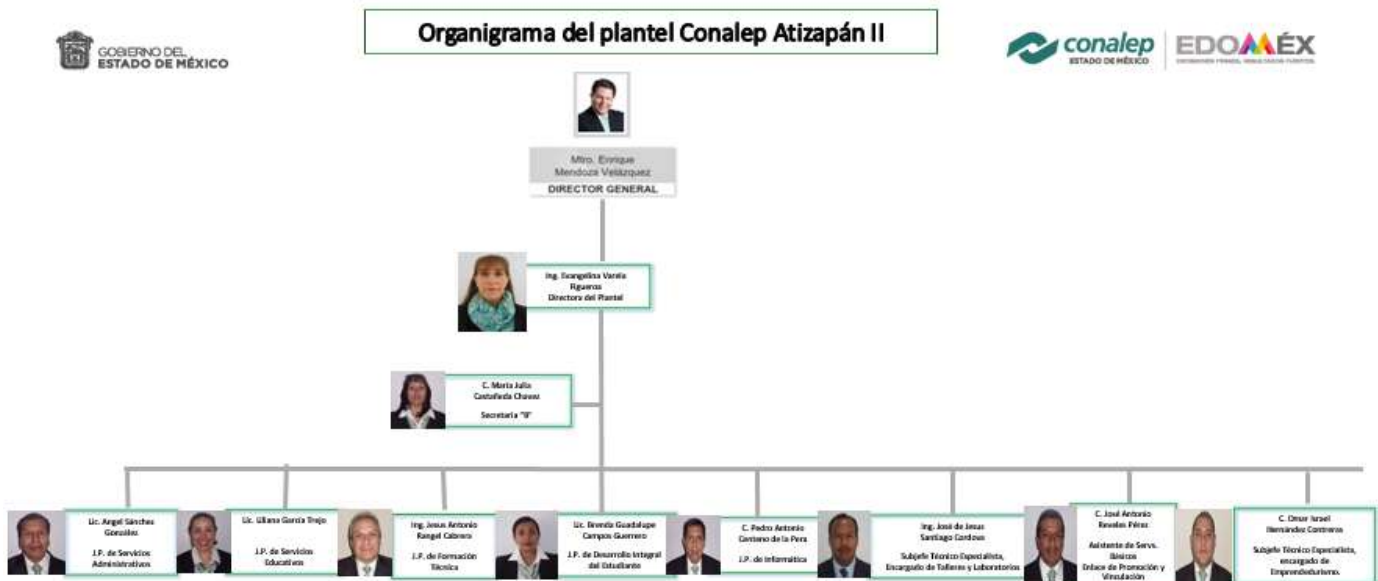 Organigrama del plantel Conalep Atizapán II
GOBIERNO DEL
ESTADO DE MÉXICO
conalep
ESTADO DE MÉXICO
EDOMÉX
DECISIONES FIRMES, RESULTADOS FUERTES.
Mtro. Enrique
Mendoza Velázquez
DIRECTOR GENERAL
Ing. Evangelina Varela
Figueroa
Directora del Plantel
C. María Julia
Castañeda Chavez
Secretaria "B"
Lic. Angel Sánchez
González
J.P. de Servicios
Administrativos
Lic. Liliana García Trejo
J.P. de Servicios
Educativos
Ing. Jesus Antonio
Rangel Cabrera
J.P. de Formación
Técnica
Lic. Brenda Guadalupe
Campos Guerrero
J.P. de Desarrollo Integral
del Estudiante
C. Pedro Antonio
Centeno de la Pera
J.P. de Informática
Ing. José de Jesus
Santiago Cordova
Subjefe Técnico Especialista,
Encargado de Talleres y Laboratorios
C. José Antonio
Revoles Pérez
Asistente de Servs.
Básicos
Enlace de Promoción y
Vinculación
C. Omar Israel
Hernández Contreras
Subjefe Técnico Especialista,
encargado de
Emprendedurismo.